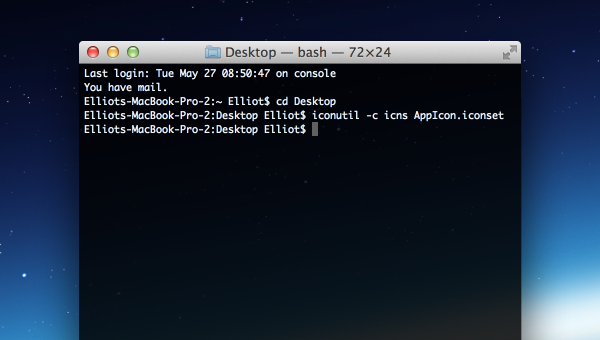 Desktop — bash — 72×24
Last login: Tue May 27 08:50:47 on console
You have mail.
Elliots-MacBook-Pro-2:~ Elliot$ cd Desktop
Elliots-MacBook-Pro-2:Desktop Elliot$ iconutil -c icns AppIcon.iconset
Elliots-MacBook-Pro-2:Desktop Elliot$